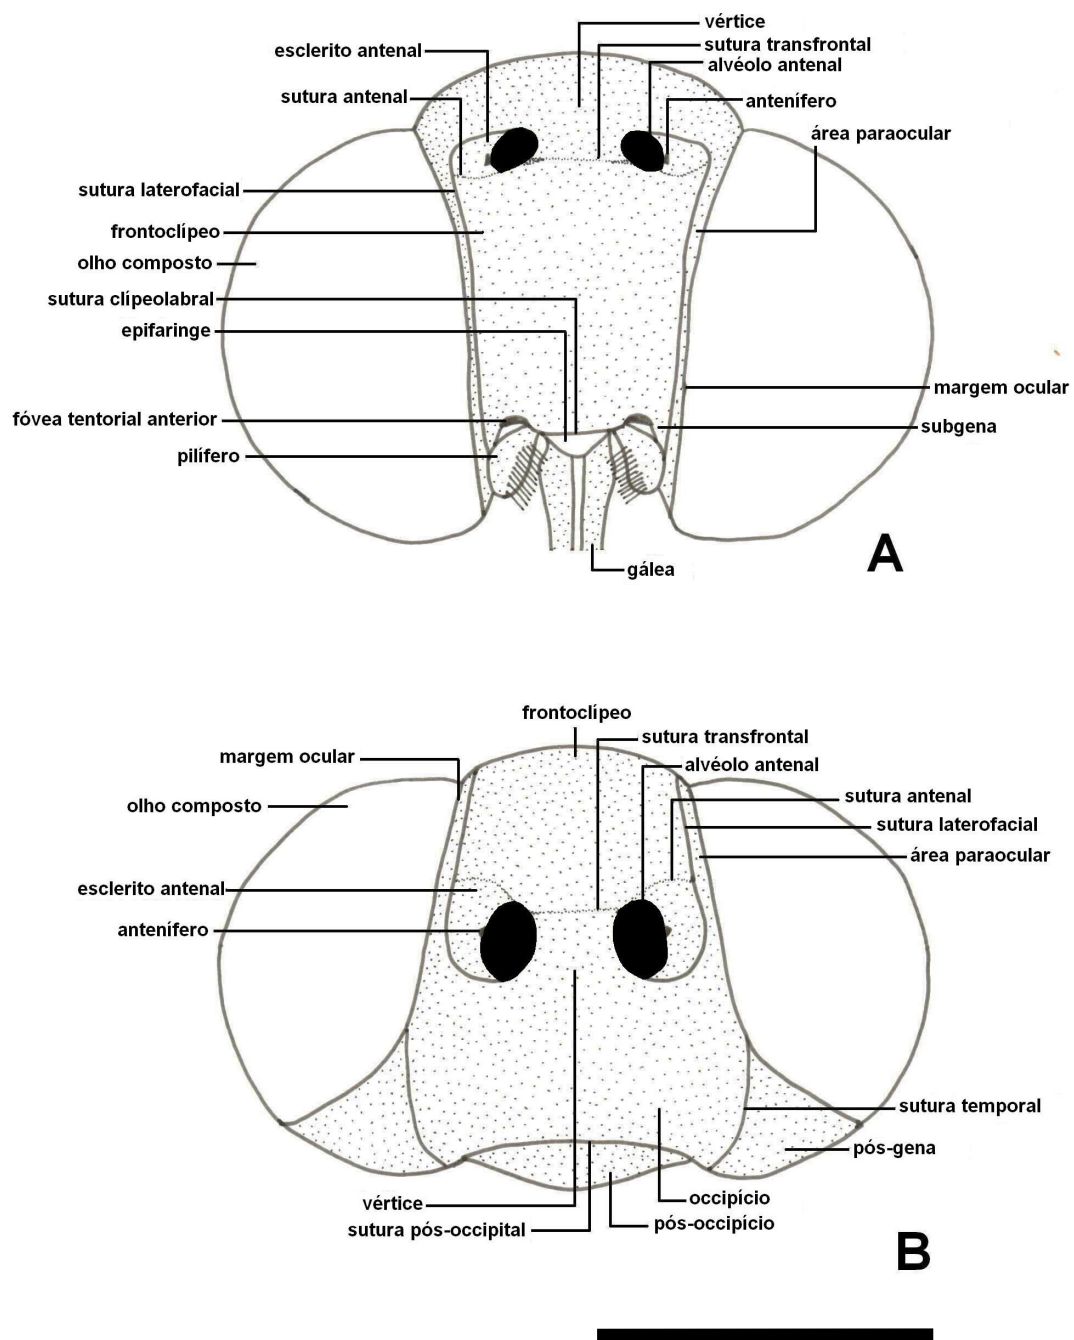 vértice
esclerito antenal
sutura transfrontal
alvéolo antenal
sutura antenal
antenífero
área paraocular
sutura laterofacial
frontoclípeo
olho composto
sutura clípeolabral
epifaringe
margem ocular
fóvea tentorial anterior
subgena
pilífero
A
gálea
frontoclípeo
sutura transfrontal
margem ocular
alvéolo antenal
olho composto
sutura antenal
sutura laterofacial
área paraocular
esclerito antenal
antenífero
sutura temporal
pós-gena
vértice
occipício
sutura pós-occipital
pós-occipício
B